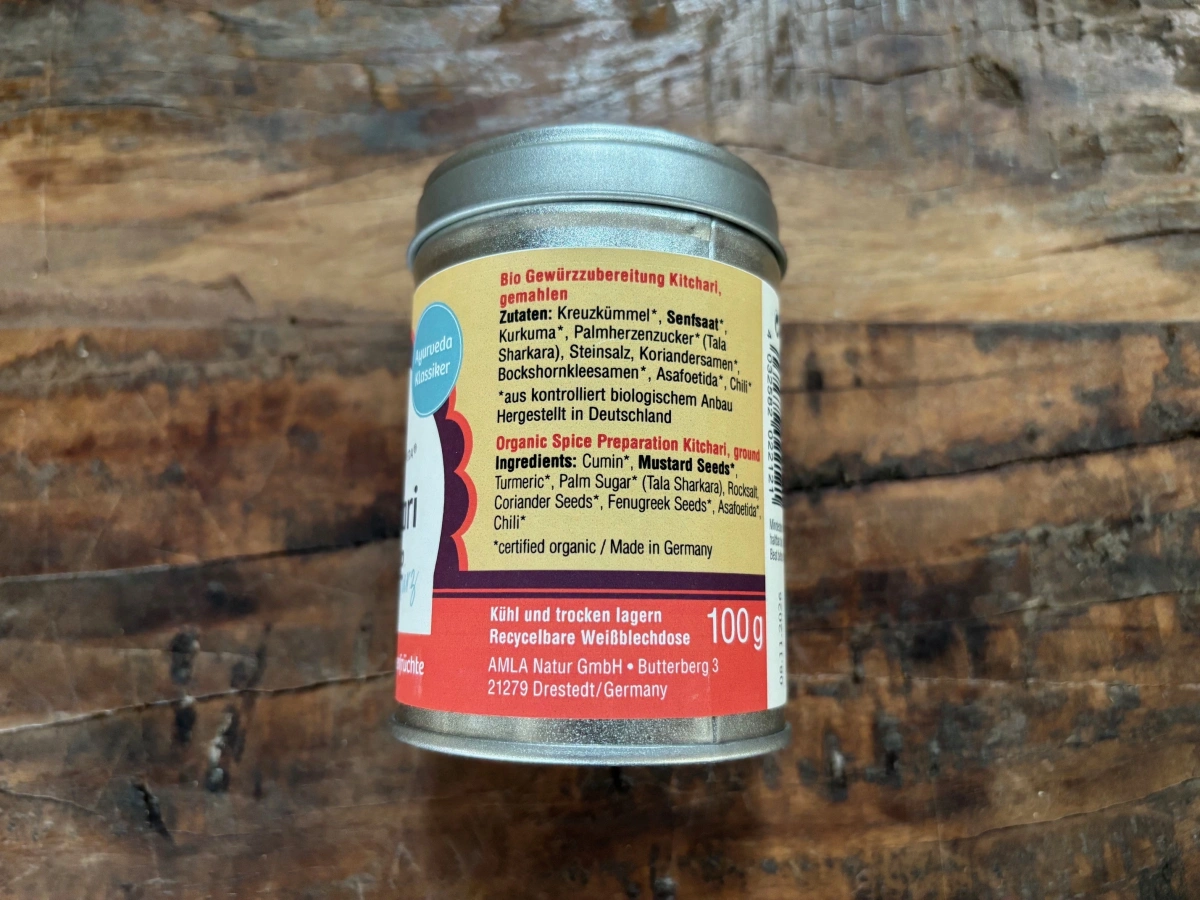 Bio Gewürzzubereitung Kitchari,
gemahlen
Zutaten: Kreuzkümmel*, Senfsaat*,
Kurkuma*, Palmherzenzucker* (Tala
Sharkara), Steinsalz, Koriandersamen*,
Bockshornkleesamen*, Asafoetida*, Chili*
*aus kontrolliert biologischem Anbau
Hergestellt in Deutschland
Organic Spice Preparation Kitchari, ground
Ingredients: Cumin*, Mustard Seeds*,
Turmeric*, Palm Sugar* (Tala Sharkara), Rocksalt,
Coriander Seeds*, Fenugreek Seeds*, Asafoetida*,
Chili*
*certified organic / Made in Germany
Kühl und trocken lagern
Recycelbare Weißblechdose
100g
AMLA Natur GmbH • Butterberg 3
21279 Drestedt/Germany
Ayurveda
Klassiker